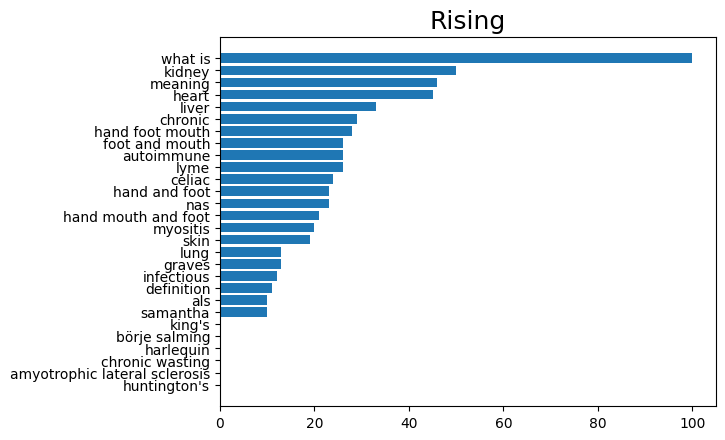 Rising
what is
kidney
meaning
heart
liver
chronic
hand foot mouth
foot and mouth
autoimmune
lyme
celiac
hand and foot
nas
hand mouth and foot
myositis
skin
lung
graves
infectious
definition
als
samantha
king's
börje salming
harlequin
chronic wasting
amyotrophic lateral sclerosis
huntington's
0 20 40 60 80 100